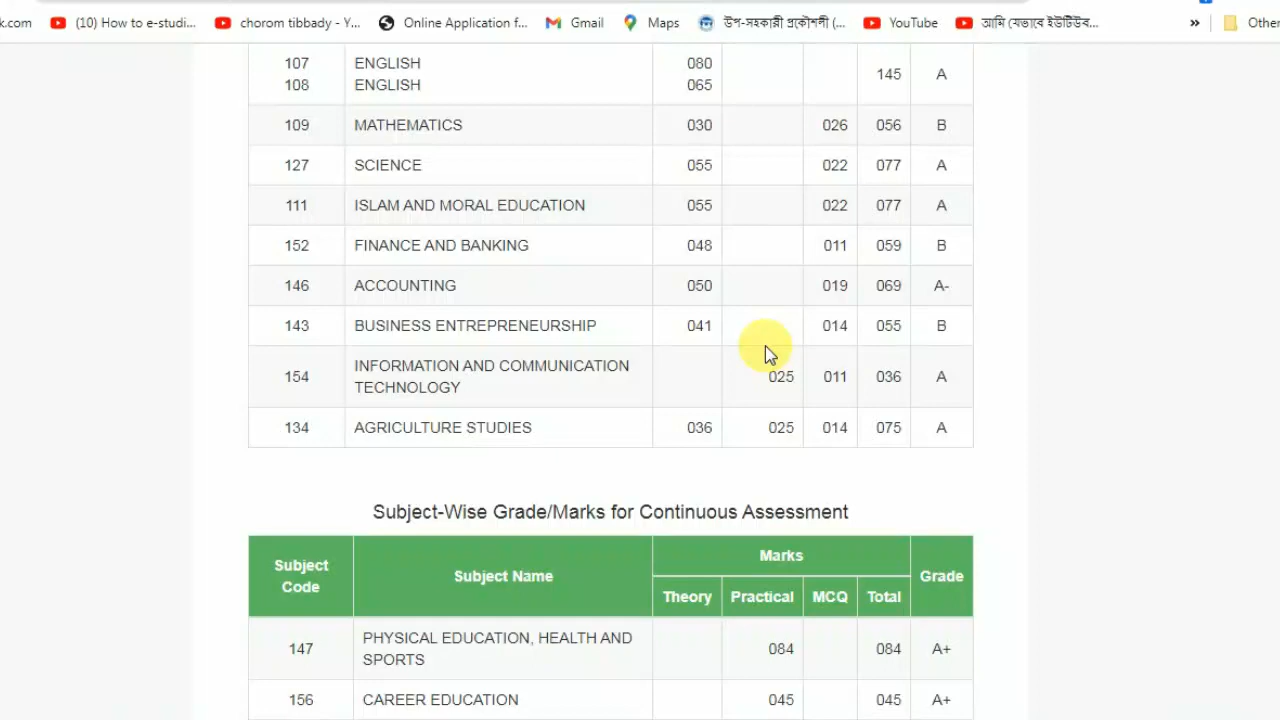 k.com (10) How to e-studi... chorom tibbady - Y... Online Application f... Gmail Maps উপ-সহকারী প্রকৌশলী (... YouTube আমি যেভাবে ইউটিউব... » Other
107 ENGLISH 080
108 ENGLISH 065 145 A
109 MATHEMATICS 030 026 056 B
127 SCIENCE 055 022 077 A
111 ISLAM AND MORAL EDUCATION 055 022 077 A
152 FINANCE AND BANKING 048 011 059 B
146 ACCOUNTING 050 019 069 A-
143 BUSINESS ENTREPRENEURSHIP 041 014 055 B
154 INFORMATION AND COMMUNICATION
TECHNOLOGY 025 011 036 A
134 AGRICULTURE STUDIES 036 025 014 075 A
Subject-Wise Grade/Marks for Continuous Assessment
Subject
Code Subject Name Marks Grade
Theory Practical MCQ Total
147 PHYSICAL EDUCATION, HEALTH AND
SPORTS 084 084 A+
156 CAREER EDUCATION 045 045 A+